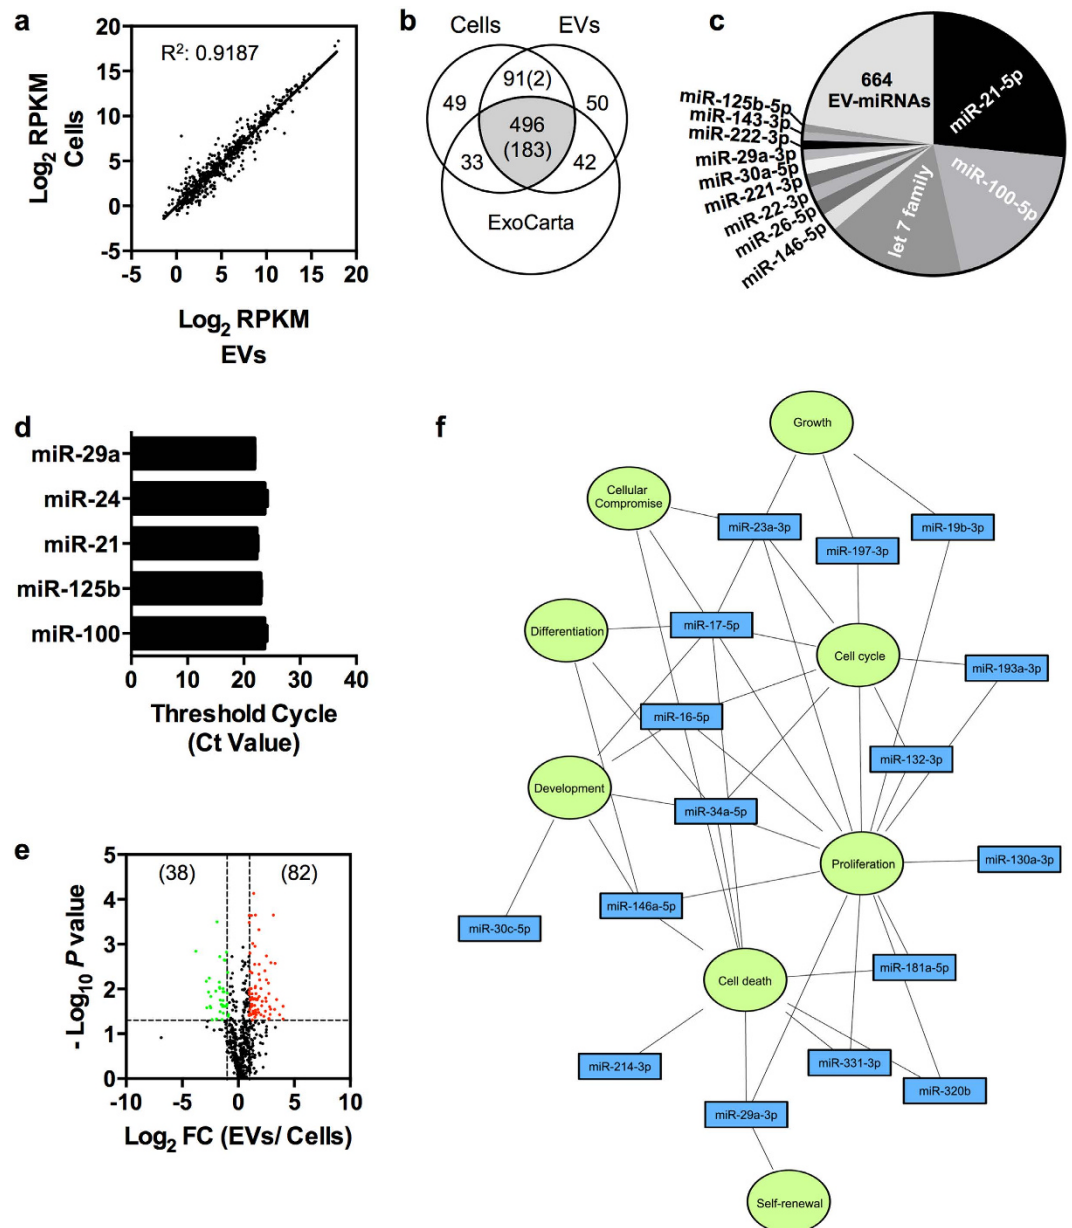 a
20
15
10
5
0
-5
R²: 0.9187
Log₂ RPKM
Cells
-5 0 5 10 15 20
Log₂ RPKM
EVs
b
Cells EVs
91(2)
49
50
496
(183)
33
42
ExoCarta
c
664
EV-miRNAs
miR-21-5p
miR-100-5p
let 7 family
miR-125b-5p
miR-143-3p
miR-222-3p
miR-29a-3p
miR-30a-5p
miR-221-3p
miR-22-3p
miR-26-5p
miR-146-5p
d
miR-29a
miR-24
miR-21
miR-125b
miR-100
0 10 20 30 40
Threshold Cycle
(Ct Value)
e
5
4
3
2
1
0
(38) (82)
- Log₁₀ P value
-10 -5 0 5 10
Log₂ FC (EVs/ Cells)
f
Growth
Cellular
Compromise
miR-23a-3p
miR-19b-3p
miR-197-3p
Differentiation
miR-17-5p
Cell cycle
miR-193a-3p
miR-16-5p
miR-132-3p
Development
miR-34a-5p
Proliferation
miR-130a-3p
miR-146a-5p
miR-30c-5p
miR-181a-5p
Cell death
miR-214-3p
miR-331-3p
miR-320b
miR-29a-3p
Self-renewal